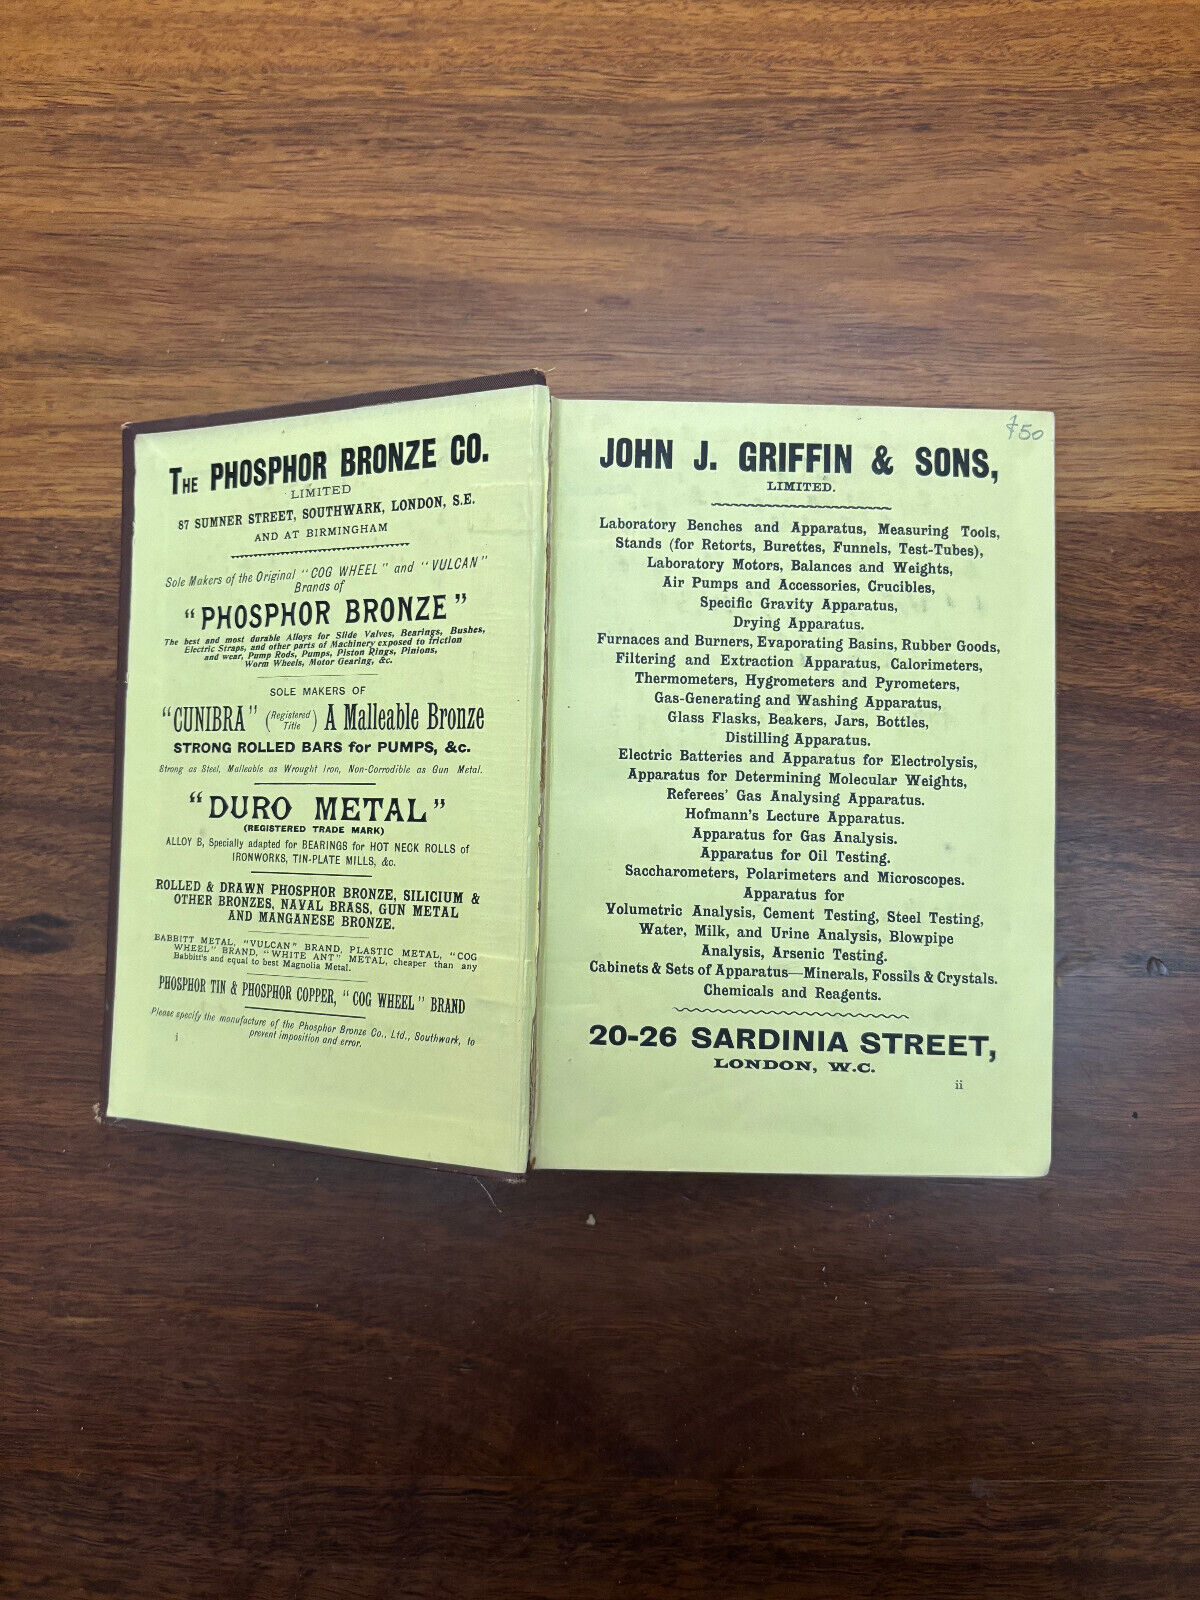 THE PHOSPHOR BRONZE CO.
LIMITED
87 SUMNER STREET, SOUTHWARK, LONDON, S.E.
AND AT BIRMINGHAM
Sole Makers of the Original "COG WHEEL" and "VULCAN"
Brands of
"PHOSPHOR BRONZE"
The best and most durable Alloys for Slide Valves, Bearings, Bushes,
Electric Straps, and other parts of Machinery exposed to friction
and wear, Pump Rods, Pumps, Piston Rings, Pinions,
Worm Wheels, Motor Gearing, &c.
SOLE MAKERS OF
"CUNIBRA" (Registered Title) A Malleable Bronze
STRONG ROLLED BARS for PUMPS, &c.
Strong as Steel, Malleable as Wrought Iron, Non-Corrodible as Gun Metal.
"DURO METAL"
(REGISTERED TRADE MARK)
ALLOY B, Specially adapted for BEARINGS for HOT NECK ROLLS of
IRONWORKS, TIN-PLATE MILLS, &c.
ROLLED & DRAWN PHOSPHOR BRONZE, SILICIUM &
OTHER BRONZES, NAVAL BRASS, GUN METAL
AND MANGANESE BRONZE.
BABBITT METAL, "VULCAN" BRAND, PLASTIC METAL, "COG
WHEEL" BRAND, "WHITE ANT" METAL, cheaper than any
Babbitt's and equal to best Magnolia Metal.
PHOSPHOR TIN & PHOSPHOR COPPER, "COG WHEEL" BRAND
Please specify the manufacture of the Phosphor Bronze Co., Ltd., Southwark, to
prevent imposition and error.
i
$50
JOHN J. GRIFFIN & SONS,
LIMITED.
Laboratory Benches and Apparatus, Measuring Tools,
Stands (for Retorts, Burettes, Funnels, Test-Tubes),
Laboratory Motors, Balances and Weights,
Air Pumps and Accessories, Crucibles,
Specific Gravity Apparatus,
Drying Apparatus.
Furnaces and Burners, Evaporating Basins, Rubber Goods,
Filtering and Extraction Apparatus, Calorimeters,
Thermometers, Hygrometers and Pyrometers,
Gas-Generating and Washing Apparatus,
Glass Flasks, Beakers, Jars, Bottles,
Distilling Apparatus.
Electric Batteries and Apparatus for Electrolysis,
Apparatus for Determining Molecular Weights,
Referees' Gas Analysing Apparatus.
Hofmann's Lecture Apparatus.
Apparatus for Gas Analysis.
Apparatus for Oil Testing.
Saccharometers, Polarimeters and Microscopes.
Apparatus for
Volumetric Analysis, Cement Testing, Steel Testing,
Water, Milk, and Urine Analysis, Blowpipe
Analysis, Arsenic Testing.
Cabinets & Sets of Apparatus—Minerals, Fossils & Crystals.
Chemicals and Reagents.
20-26 SARDINIA STREET,
LONDON, W.C.
ii